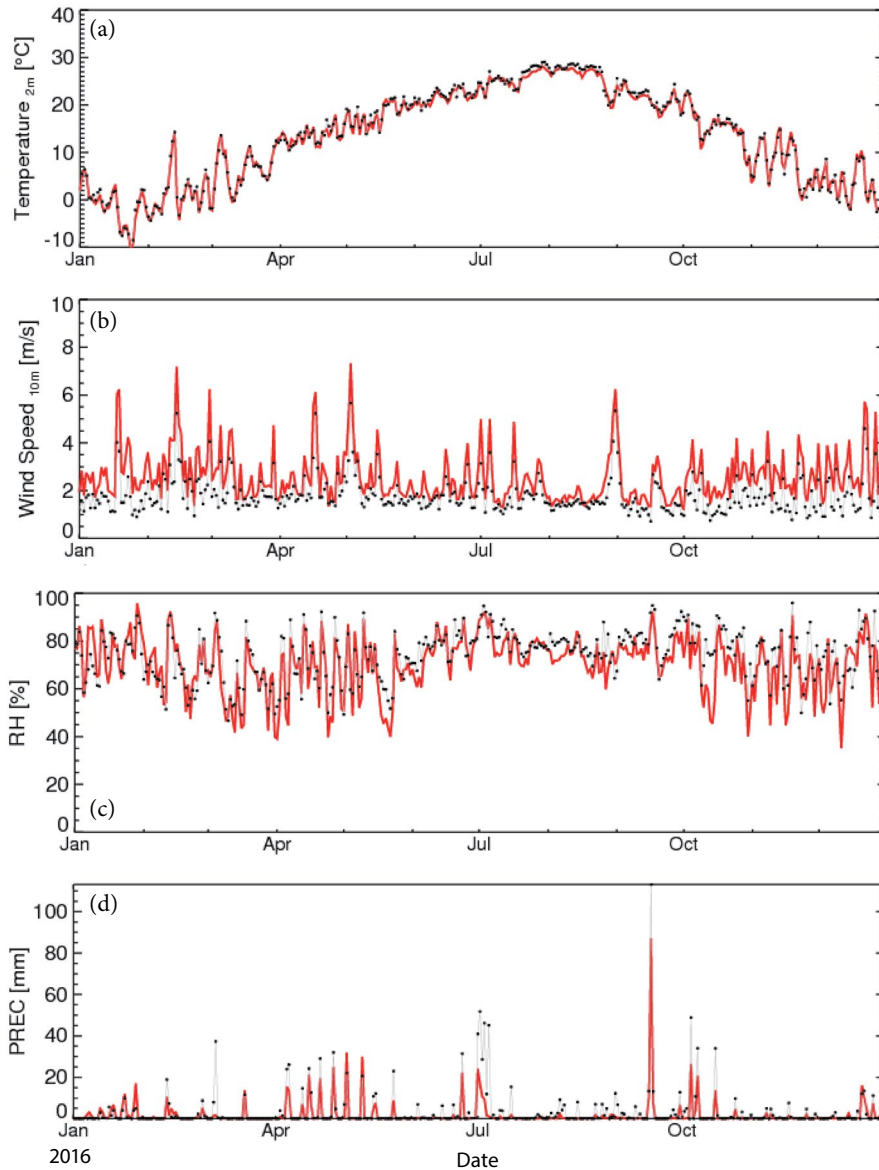 (a)
Temperature 2m [°C]
40
30
20
10
0
-10
Jan Apr Jul Oct
(b)
Wind Speed 10m [m/s]
10
8
6
4
2
0
Jan Apr Jul Oct
RH [%]
100
80
60
40
20
0
(c)
Jan Apr Jul Oct
(d)
PREC [mm]
100
80
60
40
20
0
Jan Apr Jul Oct
2016 Date